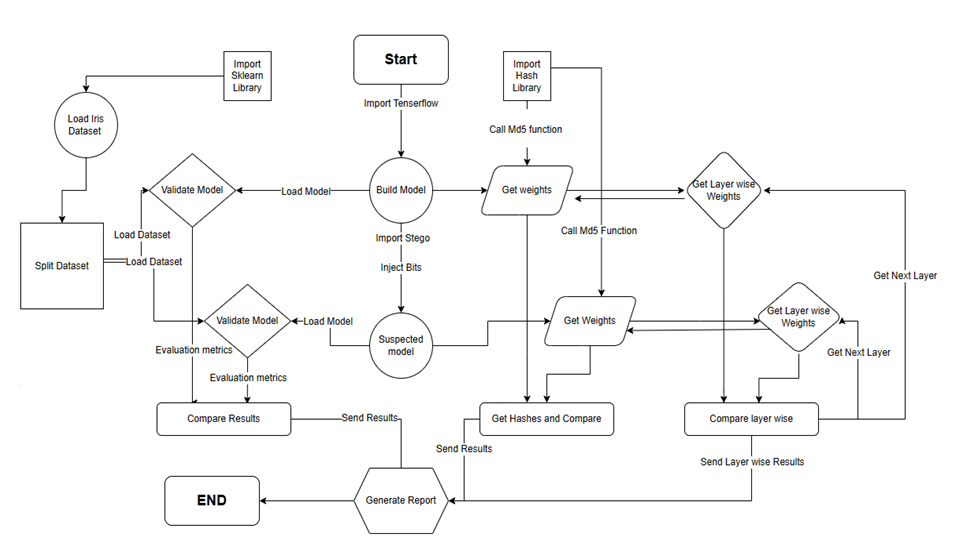 Start
Import
Sklearn
Library
Import
Hash
Library
Import Tenserflow
Load Iris
Dataset
Call Md5 function
Validate Model
Load Model
Build Model
Get weights
Get Layer wise
Weights
Load Dataset
Import Stego
Call Md5 Function
Split Dataset
Load Dataset
Inject Bits
Get Next Layer
Validate Model
Load Model
Suspected
model
Get Weights
Get Layer wise
Weights
Evaluation metrics
Get Next Layer
Evaluation metrics
Compare Results
Send Results
Get Hashes and Compare
Compare layer wise
Send Results
Send Layer wise Results
END
Generate Report